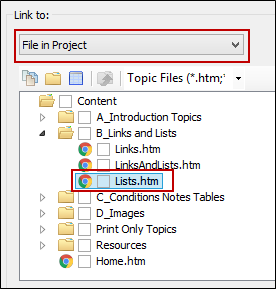 Link to:
File in Project
Topic Files (*.htm;*
Content
A_Introduction Topics
B_Links and Lists
Links.htm
LinksAndLists.htm
Lists.htm
C_Conditions Notes Tables
D_Images
Print Only Topics
Resources
Home.htm